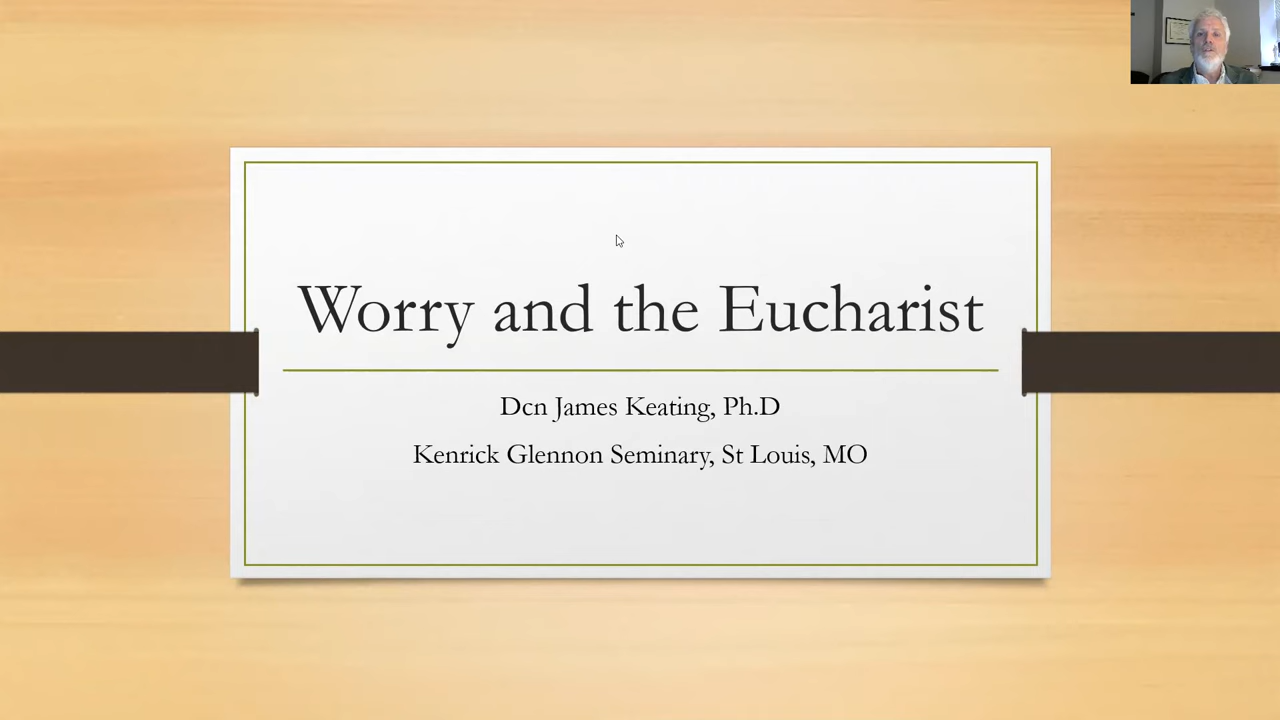 Worry and the Eucharist
Dcn James Keating, Ph.D
Kenrick Glennon Seminary, St Louis, MO